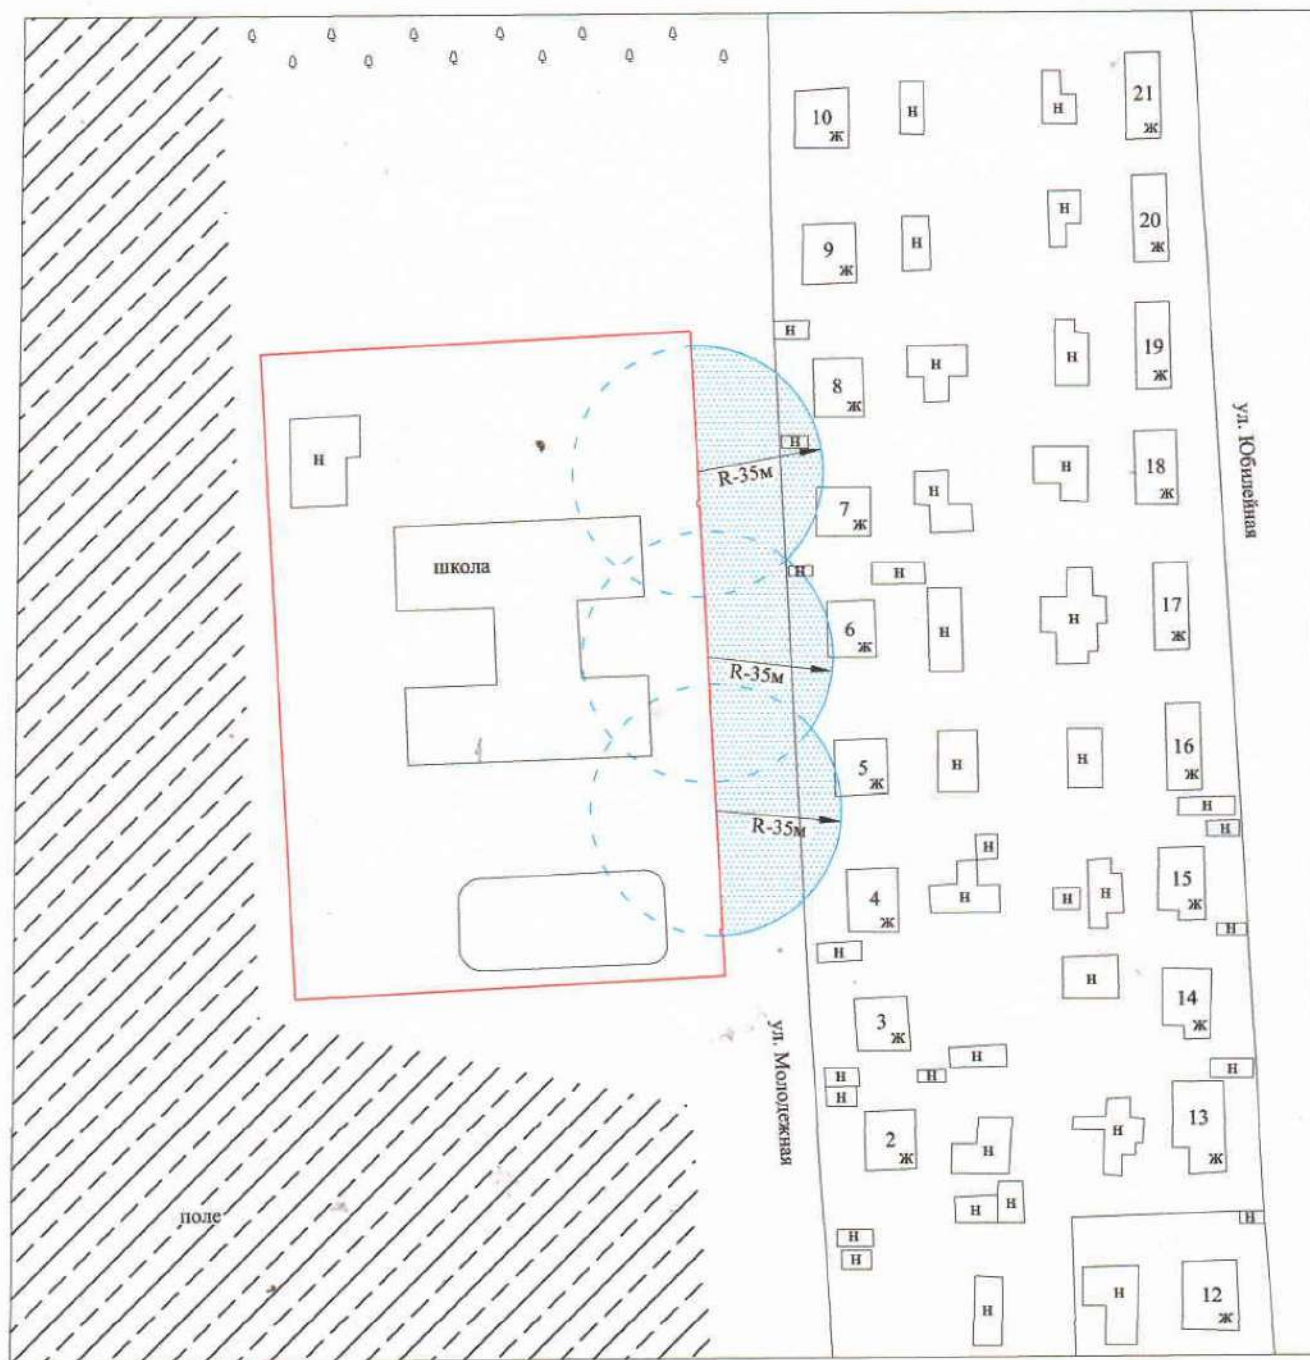 21
ж
10
ж
н
н
20
ж
н
9
ж
н
н
19
ж
н
н
8
ж
ул. Юбилейная
н
18
ж
н
н
R-35м
7
ж
школа
н
н
17
ж
н
6
ж
н
R-35м
16
ж
5
ж
н
н
н
н
R-35м
н
15
ж
4
ж
н
н
н
н
н
н
14
ж
3
ж
ул. Молодежная
н
н
н
н
н
13
ж
2
ж
н
н
поле
н
н
н
н
н
12
ж
н
н